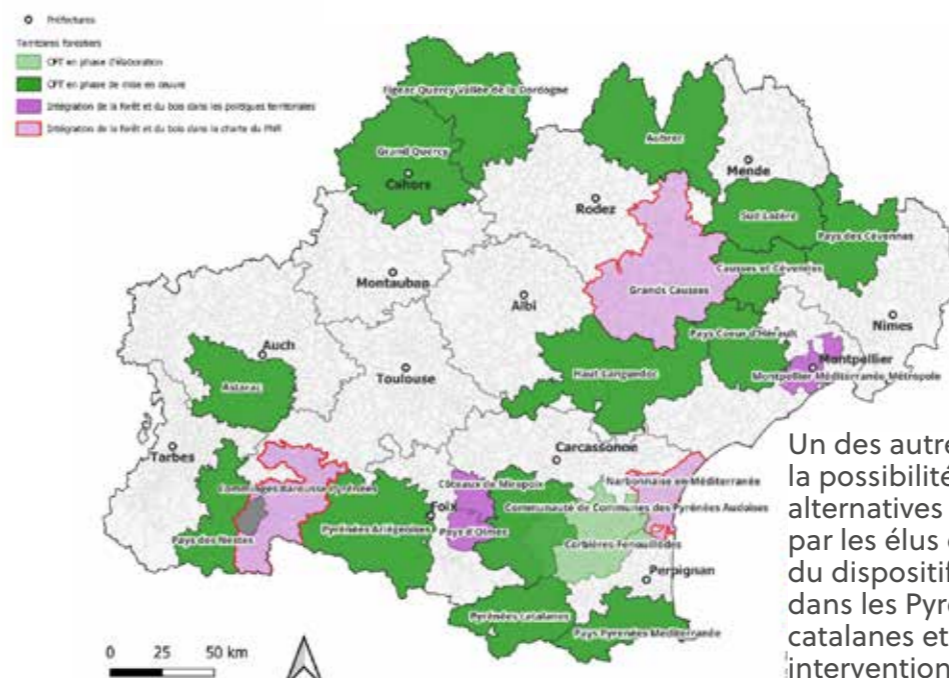 Préfectures
Territoires forestiers
CFT en phase d'élaboration
CFT en phase de mise en oeuvre
Intégration de la forêt et du bois dans les politiques territoriales
Intégration de la forêt et du bois dans la charte du PNR
Figeac Quercy Vallée de la Dordogne
Grand Quercy
Cahors
Aubrac
Mende
Rodez
Sud Lozère
Pays des Cévennes
Montauban
Causses et Cévennes
Albi
Grands Causses
Nîmes
Pays Coeur d'Hérault
Auch
Montpellier
Toulouse
Haut Languedoc
Montpellier Méditerranée Métropole
Astarac
Carcassonne
Tarbes
Narbonnaise en Méditerranée
Comminges Barousse Pyrénées
Côteaux de Mirepoix
Foix
Communauté de Communes des Pyrénées Audoises
Pyrénées Ariégeoises
Pays d'Olmes
Pays des Nestes
Corbières Fenouillèdes
Perpignan
Pyrénées catalanes
Pays Pyrénées Méditerranée
0 25 50 km
Un des autre
la possibilité
alternatives
par les élus
du dispositif
dans les Pyr
catalanes et
intervention